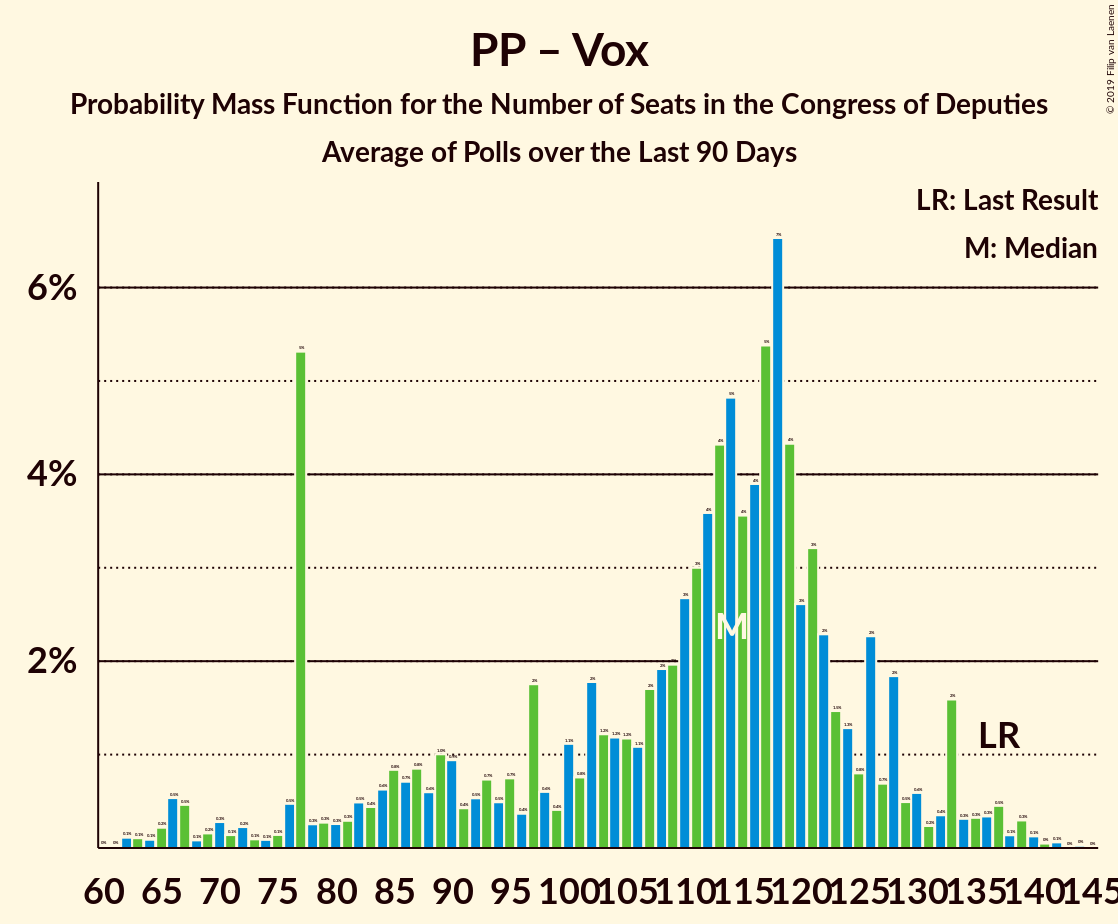 PP – Vox
Probability Mass Function for the Number of Seats in the Congress of Deputies
Average of Polls over the Last 90 Days
© 2019 Filip van Laenen
LR: Last Result
M: Median
6%
4%
2%
M
LR
60 65 70 75 80 85 90 95 100 105 110 115 120 125 130 135 140 145